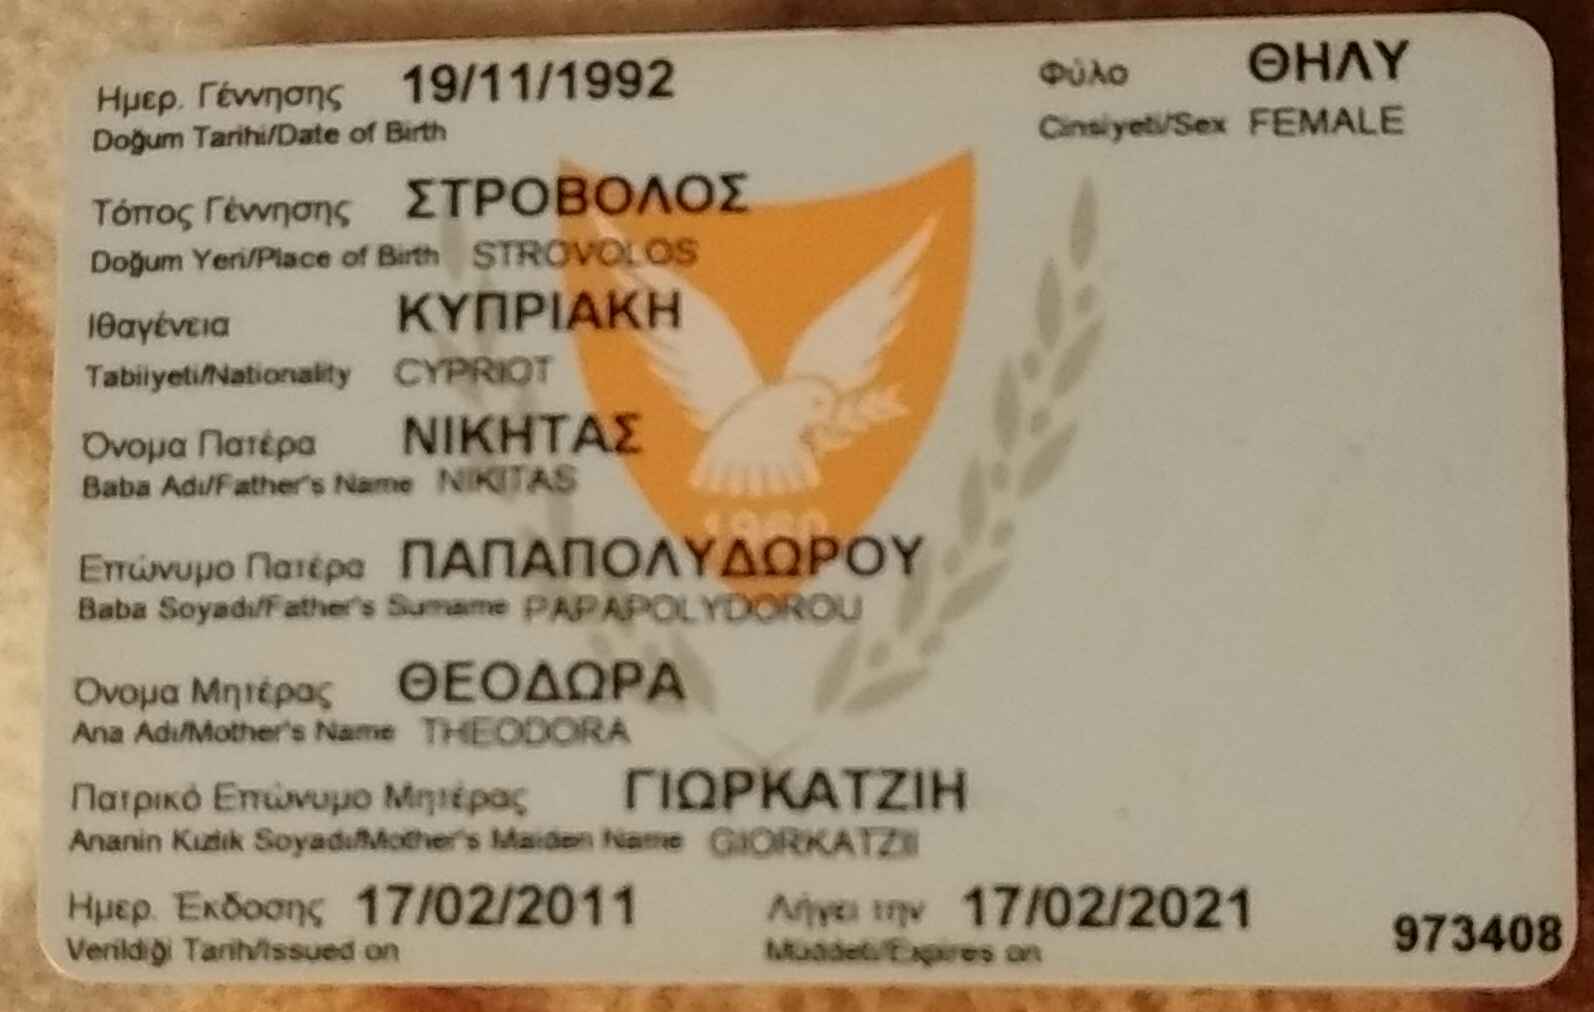 Ημερ. Γέννησης 19/11/1992 Φύλο ΘΗΛΥ
Doğum Tarihi/Date of Birth Cinsiyeti/Sex FEMALE
Τόπος Γέννησης ΣΤΡΟΒΟΛΟΣ
Doğum Yeri/Place of Birth STROVOLOS
Ιθαγένεια ΚΥΠΡΙΑΚΗ
Tabiiyeti/Nationality CYPRIOT
Όνομα Πατέρα ΝΙΚΗΤΑΣ
Baba Adı/Father's Name NIKITAS
1960
Επώνυμο Πατέρα ΠΑΠΑΠΟΛΥΔΩΡΟΥ
Baba Soyadı/Father's Surname PAPAPOLYDOROU
Όνομα Μητέρας ΘΕΟΔΩΡΑ
Ana Adı/Mother's Name THEODORA
Πατρικό Επώνυμο Μητέρας ΓΙΩΡΚΑΤΖΙΗ
Ananin Kızlık Soyadı/Mother's Maiden Name GIORKATZII
Ημερ. Έκδοσης 17/02/2011 Λήγει την 17/02/2021
Verildiği Tarih/Issued on Müddeti/Expires on 973408